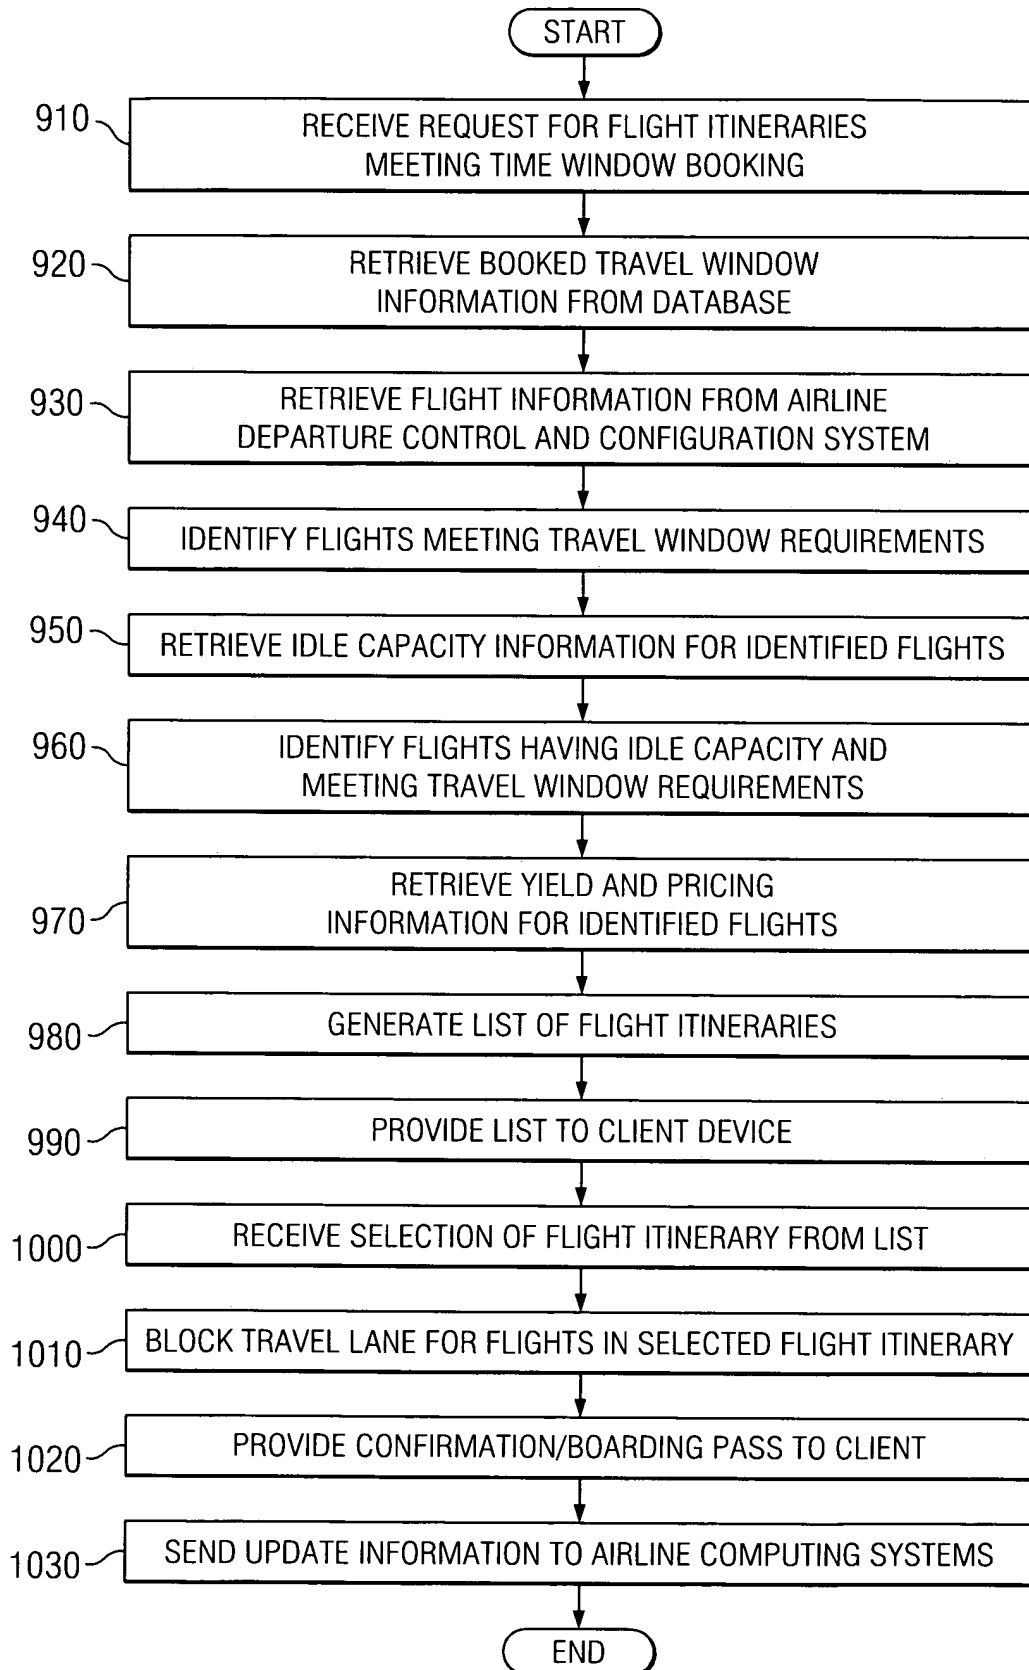 START
910
RECEIVE REQUEST FOR FLIGHT ITINERARIES
MEETING TIME WINDOW BOOKING
920
RETRIEVE BOOKED TRAVEL WINDOW
INFORMATION FROM DATABASE
930
RETRIEVE FLIGHT INFORMATION FROM AIRLINE
DEPARTURE CONTROL AND CONFIGURATION SYSTEM
940
IDENTIFY FLIGHTS MEETING TRAVEL WINDOW REQUIREMENTS
950
RETRIEVE IDLE CAPACITY INFORMATION FOR IDENTIFIED FLIGHTS
960
IDENTIFY FLIGHTS HAVING IDLE CAPACITY AND
MEETING TRAVEL WINDOW REQUIREMENTS
970
RETRIEVE YIELD AND PRICING
INFORMATION FOR IDENTIFIED FLIGHTS
980
GENERATE LIST OF FLIGHT ITINERARIES
990
PROVIDE LIST TO CLIENT DEVICE
1000
RECEIVE SELECTION OF FLIGHT ITINERARY FROM LIST
1010
BLOCK TRAVEL LANE FOR FLIGHTS IN SELECTED FLIGHT ITINERARY
1020
PROVIDE CONFIRMATION/BOARDING PASS TO CLIENT
1030
SEND UPDATE INFORMATION TO AIRLINE COMPUTING SYSTEMS
END